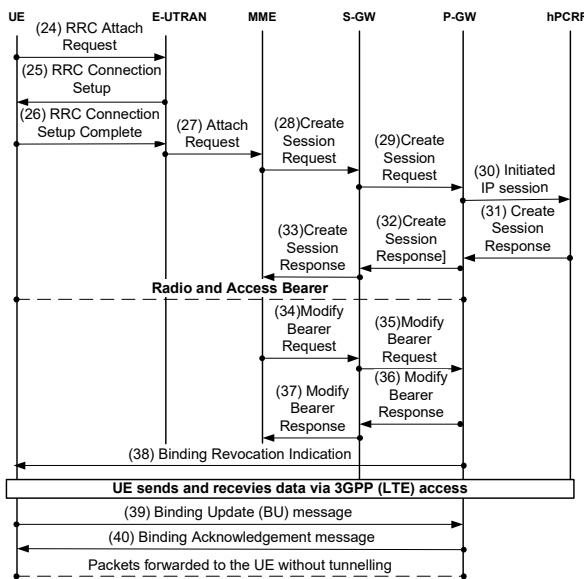 UE E-UTRAN MME S-GW P-GW hPCRF
(24) RRC Attach
Request
(25) RRC Connection
Setup
(26) RRC Connection
Setup Complete
(27) Attach
Request
(28)Create
Session
Request
(29)Create
Session
Request
(30) Initiated
IP session
(31) Create
Session
Response
(32)Create
Session
Response]
(33)Create
Session
Response
Radio and Access Bearer
(34)Modify
Bearer
Request
(35)Modify
Bearer
Request
(36) Modify
Bearer
Response
(37) Modify
Bearer
Response
(38) Binding Revocation Indication
UE sends and recevies data via 3GPP (LTE) access
(39) Binding Update (BU) message
(40) Binding Acknowledgement message
Packets forwarded to the UE without tunnelling